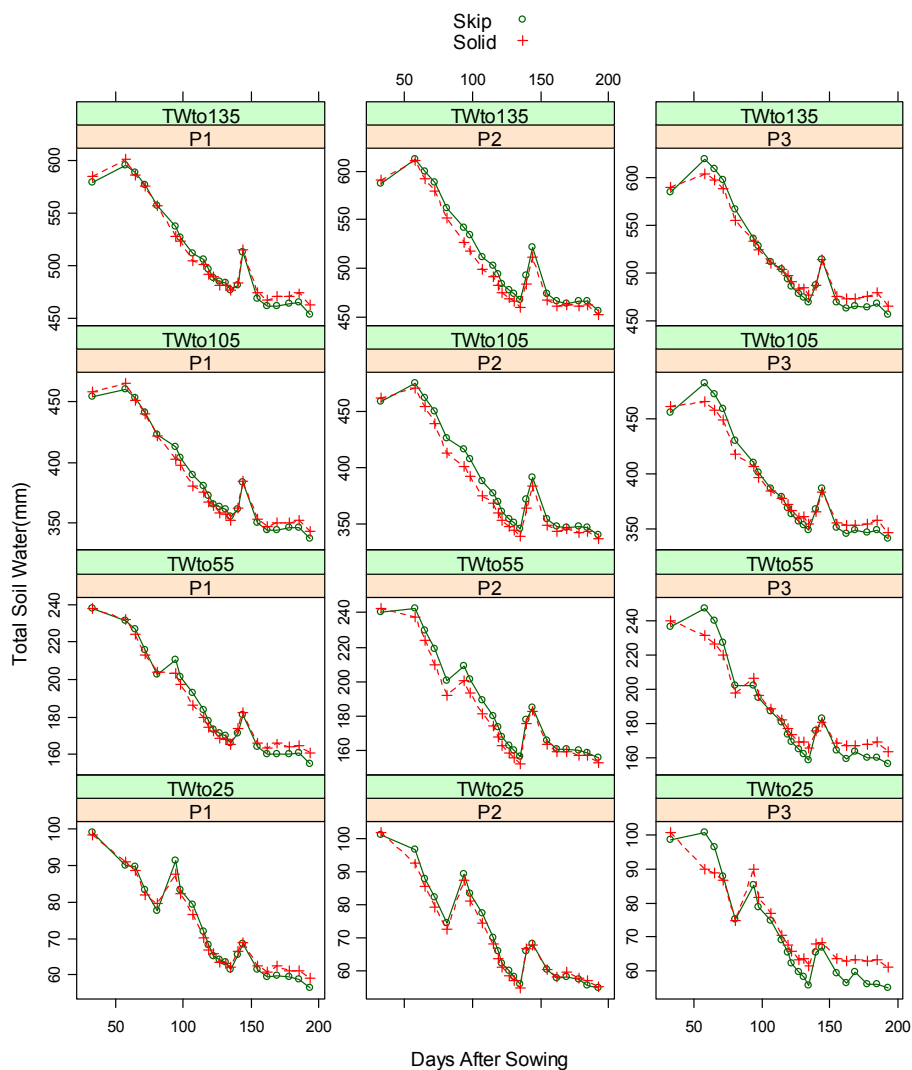 Skip
Solid
50 100 150 200
TWto135 TWto135 TWto135
P1 P2 P3
600 550 500 450
600 550 500 450
600 550 500 450
TWto105 TWto105 TWto105
P1 P2 P3
450 400 350
450 400 350
450 400 350
TWto55 TWto55 TWto55
P1 P2 P3
240 220 200 180 160
240 220 200 180 160
240 220 200 180 160
TWto25 TWto25 TWto25
P1 P2 P3
100 90 80 70 60
100 90 80 70 60
100 90 80 70 60
50 100 150 200
50 100 150 200
Total Soil Water(mm)
Days After Sowing